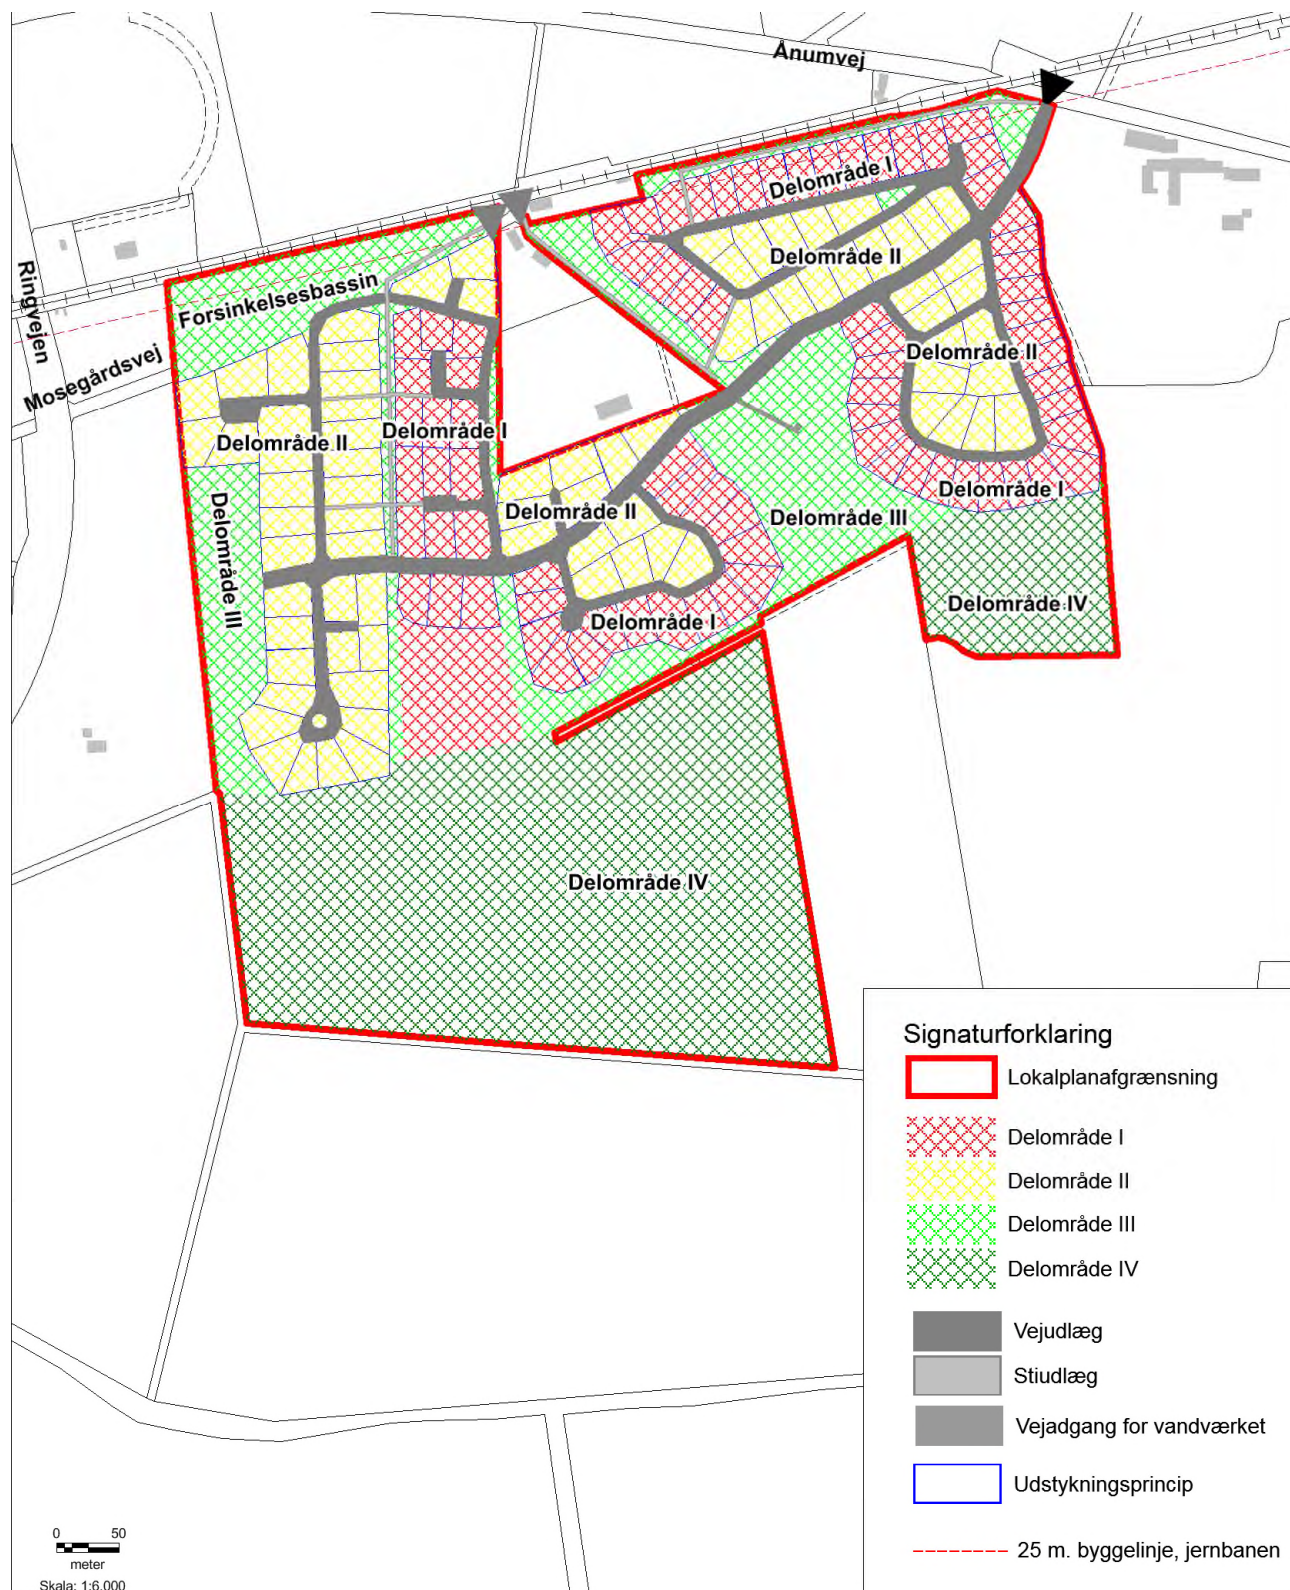 Ånumvej
Delområde I
Delområde II
Ringvejen
Forsinkelsesbassin
Mosegårdsvej
Delområde II
Delområde II
Delområde I
Delområde III
Delområde I
Delområde II
Delområde III
Delområde IV
Delområde I
Delområde IV
Signaturforklaring
Lokalplanafgrænsning
Delområde I
Delområde II
Delområde III
Delområde IV
Vejudlæg
Stiudlæg
Vejadgang for vandværket
Udstykningsprincip
25 m. byggelinje, jernbanen
0 50
meter
Skala: 1:6.000